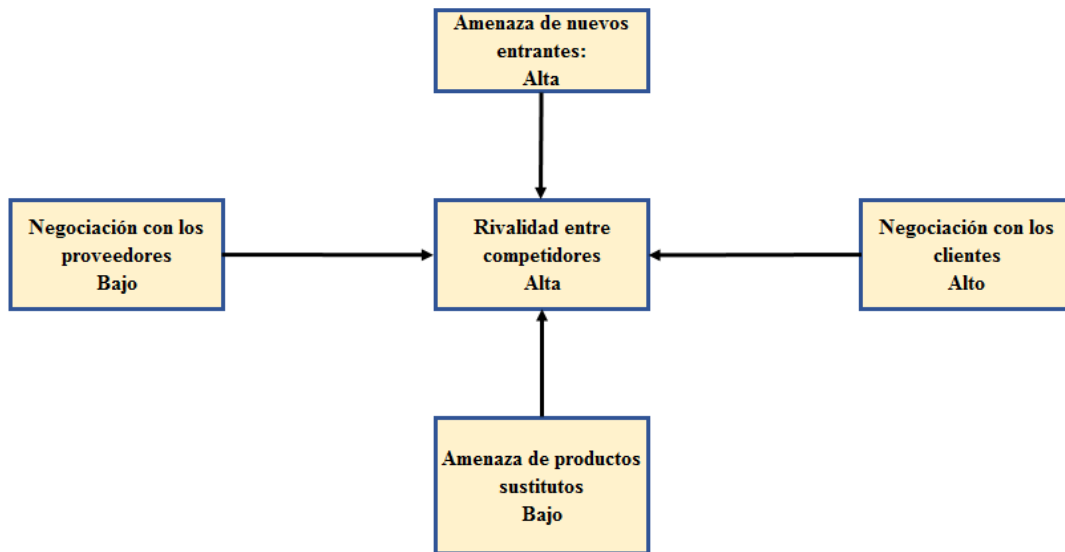 Amenaza de nuevos
entrantes:
Alta
Negociación con los
proveedores
Bajo
Rivalidad entre
competidores
Alta
Negociación con los
clientes
Alto
Amenaza de productos
sustitutos
Bajo